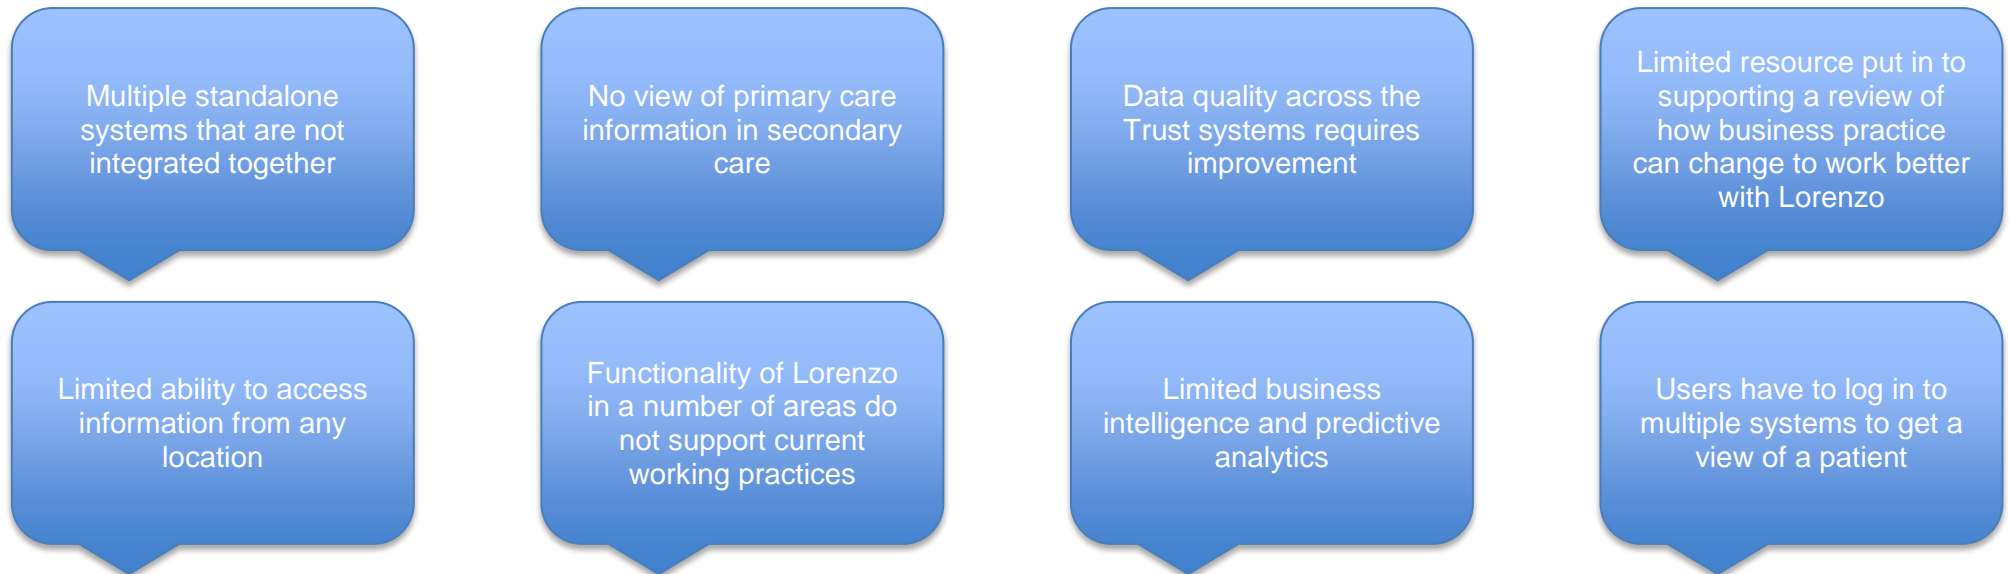 Multiple standalone
systems that are not
integrated together
No view of primary care
information in secondary
care
Data quality across the
Trust systems requires
improvement
Limited resource put in to
supporting a review of
how business practice
can change to work better
with Lorenzo
Limited ability to access
information from any
location
Functionality of Lorenzo
in a number of areas do
not support current
working practices
Limited business
intelligence and predictive
analytics
Users have to log in to
multiple systems to get a
view of a patient